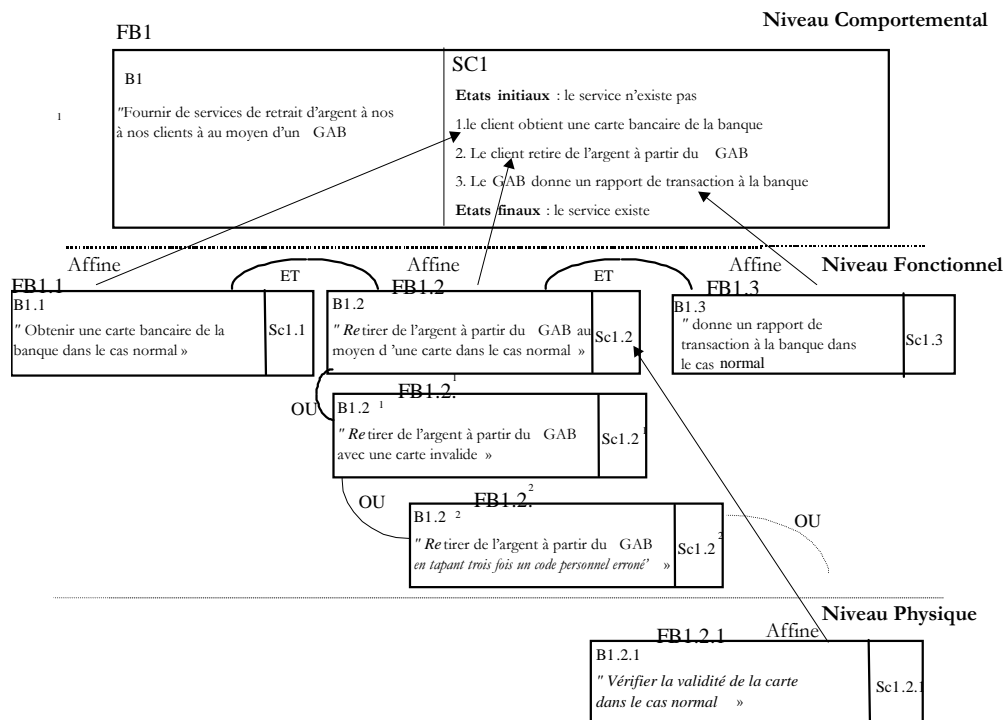 Niveau Comportemental
FB1
B1
"Fournir de services de retrait d'argent à nos
à nos clients à au moyen d'un GAB
1
SC1
Etats initiaux : le service n'existe pas
1.le client obtient une carte bancaire de la banque
2. Le client retire de l'argent à partir du GAB
3. Le GAB donne un rapport de transaction à la banque
Etats finaux : le service existe
Affine
ET
Affine
ET
Affine
Niveau Fonctionnel
FB1.1
B1.1
" Obtenir une carte bancaire de la
banque dans le cas normal »
Sc1.1
FB1.2
B1.2
" Retirer de l'argent à partir du GAB au
moyen d 'une carte dans le cas normal »
Sc1.2
FB1.3
B1.3
" donne un rapport de
transaction à la banque dans
le cas normal
Sc1.3
OU
FB1.2.1
B1.2 1
" Retirer de l'argent à partir du GAB
avec une carte invalide »
Sc1.2 1
OU
FB1.2.2
B1.2 2
" Retirer de l'argent à partir du GAB
en tapant trois fois un code personnel erroné' »
Sc1.2 2
OU
Niveau Physique
Affine
FB1.2.1
B1.2.1
" Vérifier la validité de la carte
dans le cas normal »
Sc1.2.1